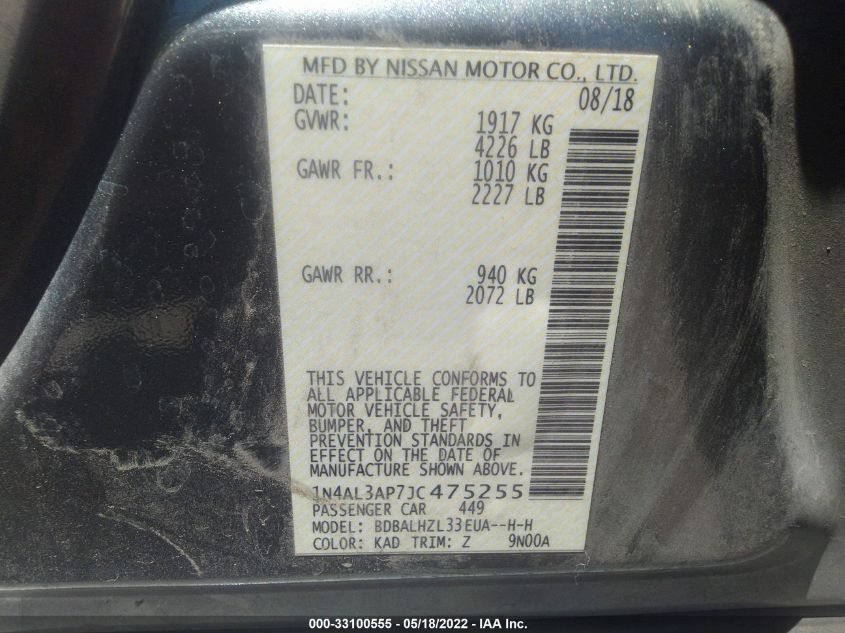 MFD BY NISSAN MOTOR CO., LTD.
DATE: 08/18
GVWR: 1917 KG
4226 LB
GAWR FR.: 1010 KG
2227 LB
GAWR RR.: 940 KG
2072 LB
THIS VEHICLE CONFORMS TO
ALL APPLICABLE FEDERAL
MOTOR VEHICLE SAFETY,
BUMPER, AND THEFT
PREVENTION STANDARDS IN
EFFECT ON THE DATE OF
MANUFACTURE SHOWN ABOVE.
1N4AL3AP7JC475255
PASSENGER CAR 449
MODEL: BDBALHZL33EUA--H-H
COLOR: KAD TRIM: Z 9N00A
000-33100555 - 05/18/2022 - IAA Inc.